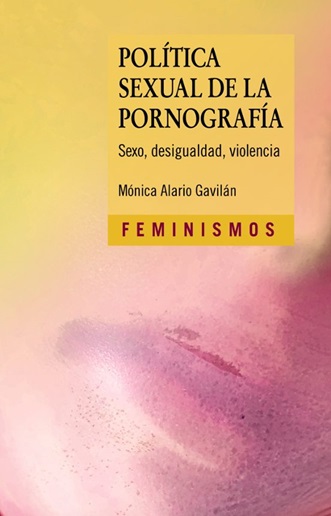 POLÍTICA
SEXUAL DE LA
PORNOGRAFÍA
Sexo, desigualdad, violencia
Mónica Alario Gavilán
FEMINISMOS